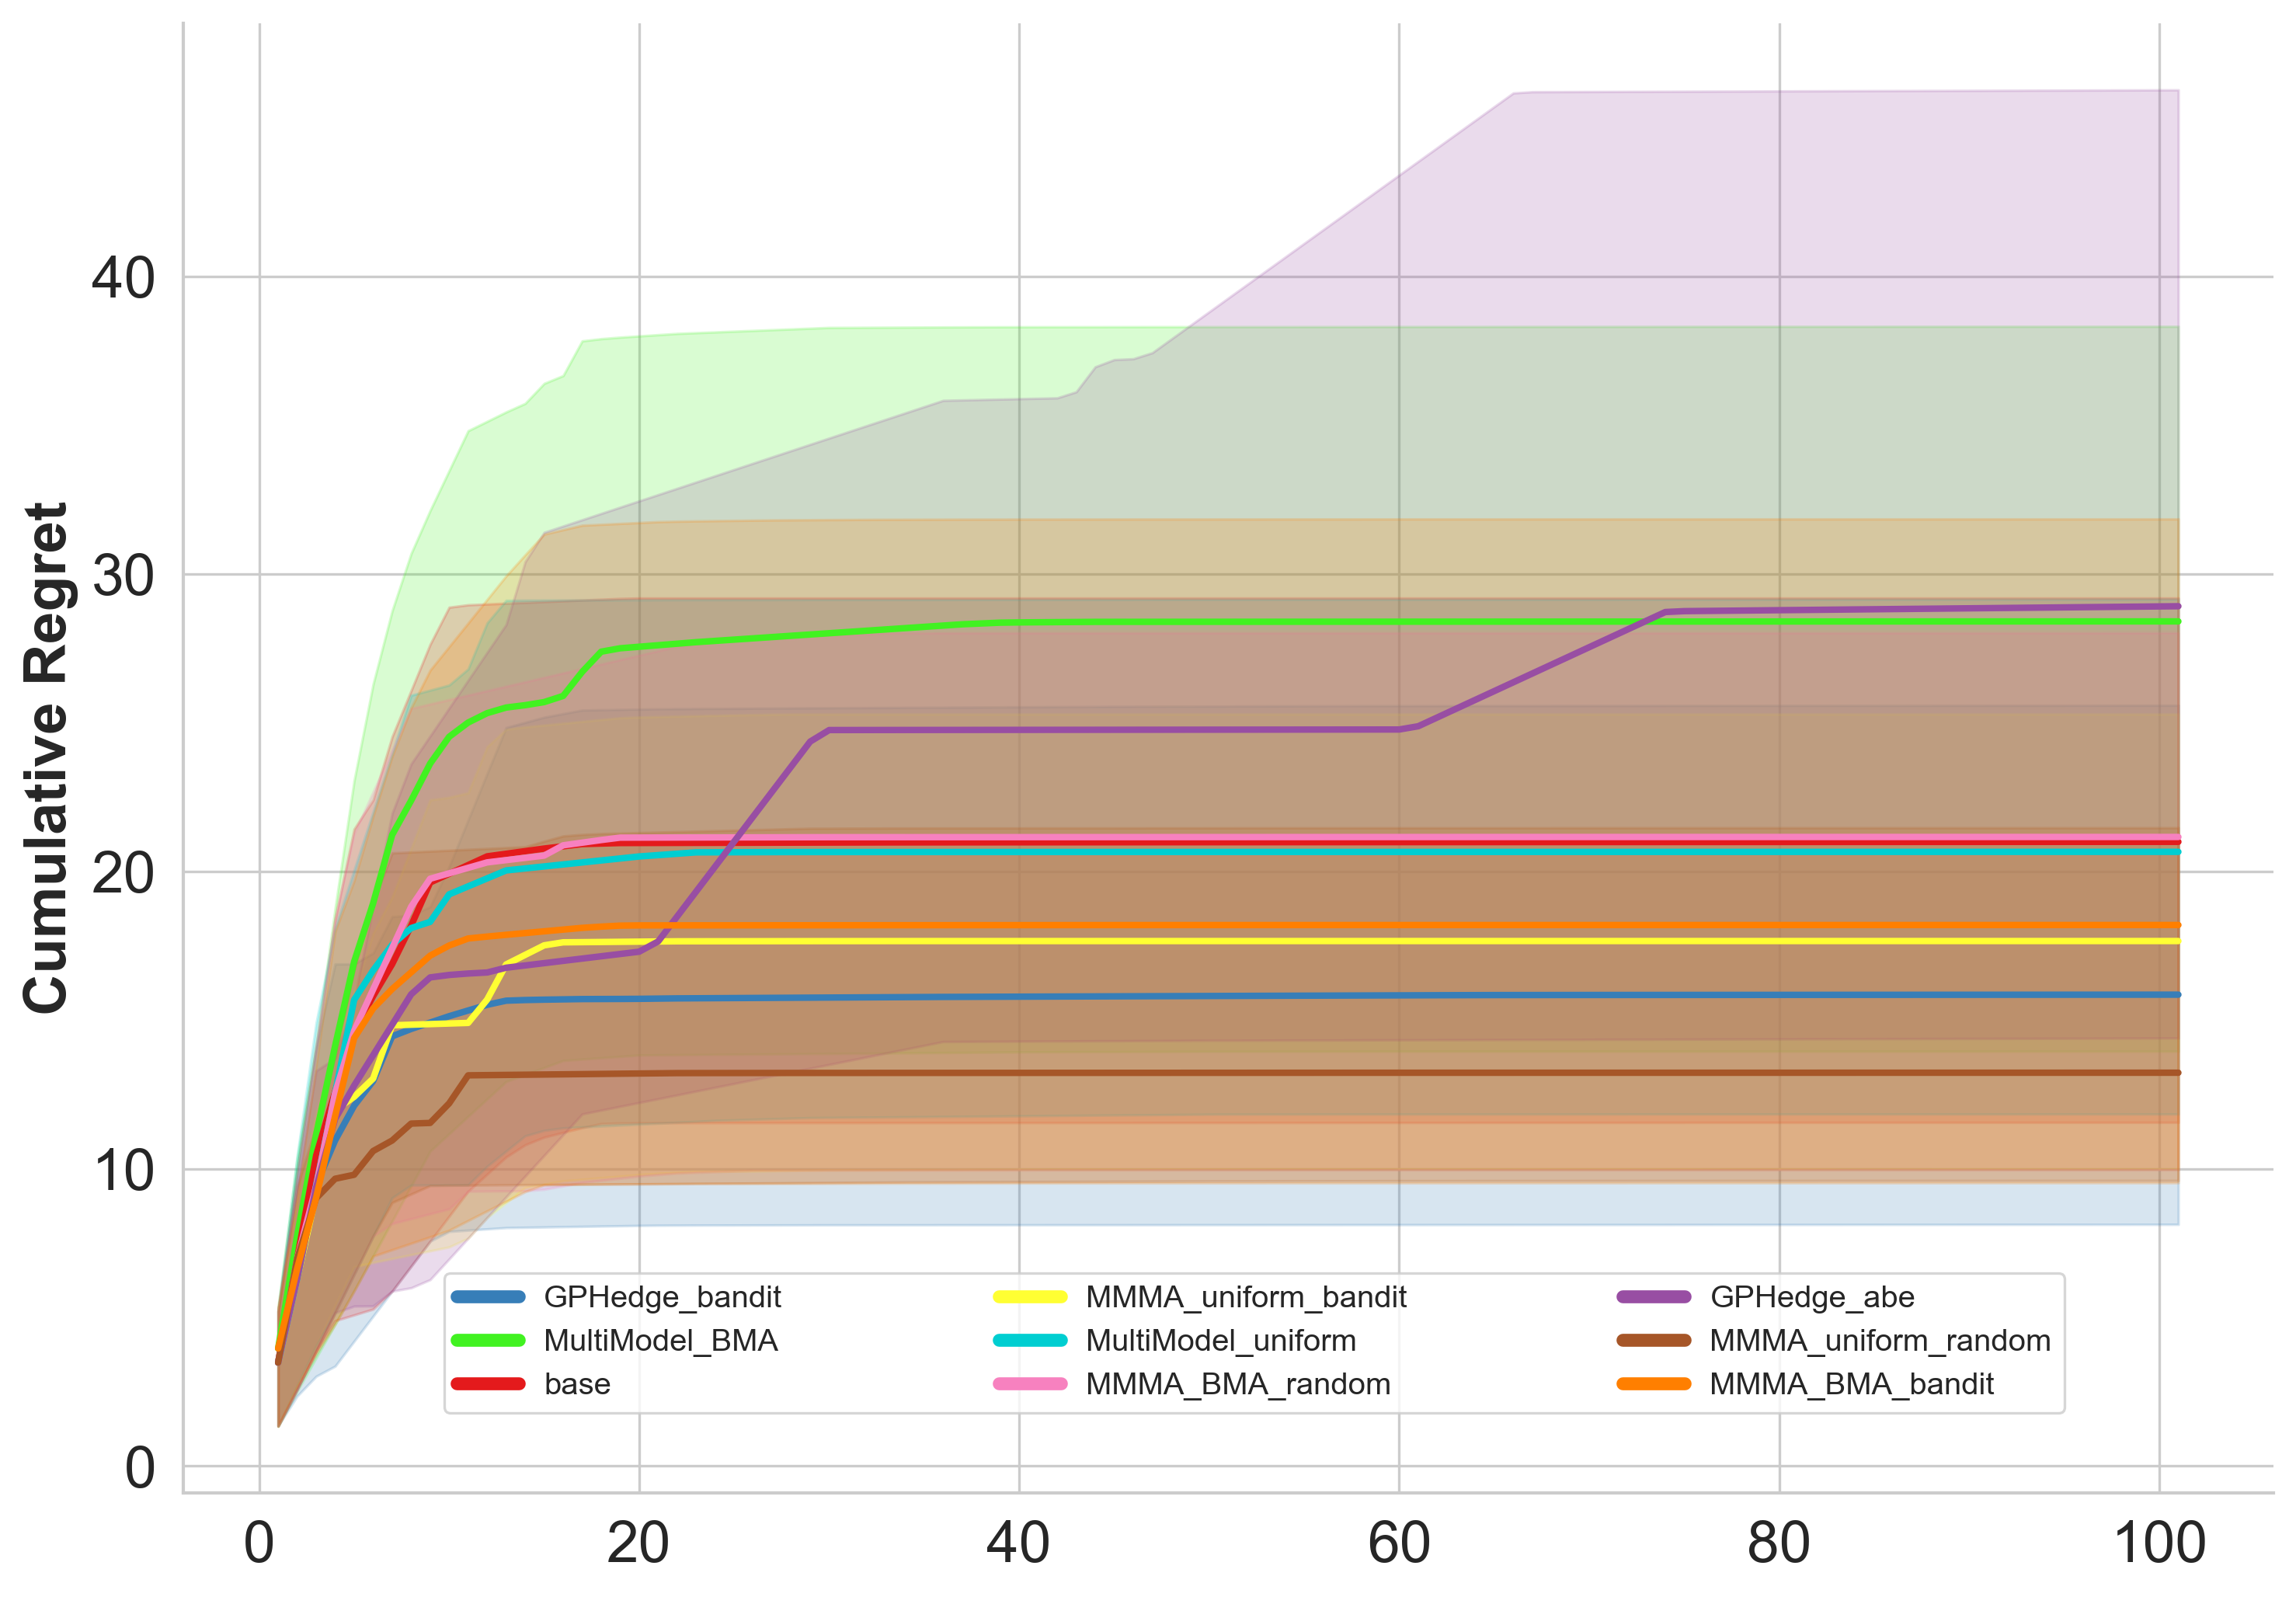 Cumulative Regret
40
30
20
10
0
GPHedge_bandit
MultiModel_BMA
base
MMMA_uniform_bandit
MultiModel_uniform
MMMA_BMA_random
GPHedge_abe
MMMA_uniform_random
MMMA_BMA_bandit
0 20 40 60 80 100